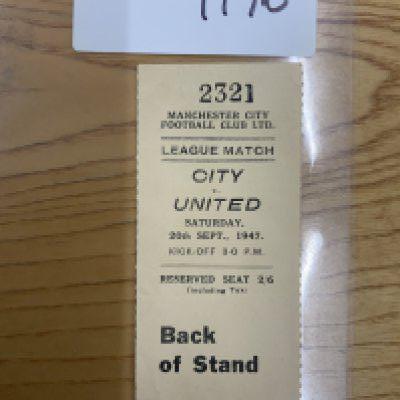 2321
MANCHESTER CITY
FOOTBALL CLUB LTD.
LEAGUE MATCH
CITY
v.
UNITED
SATURDAY,
20th SEPT., 1947.
KICK-OFF 3-0 P.M.
RESERVED SEAT 2/6
(including Tax)
Back
of Stand